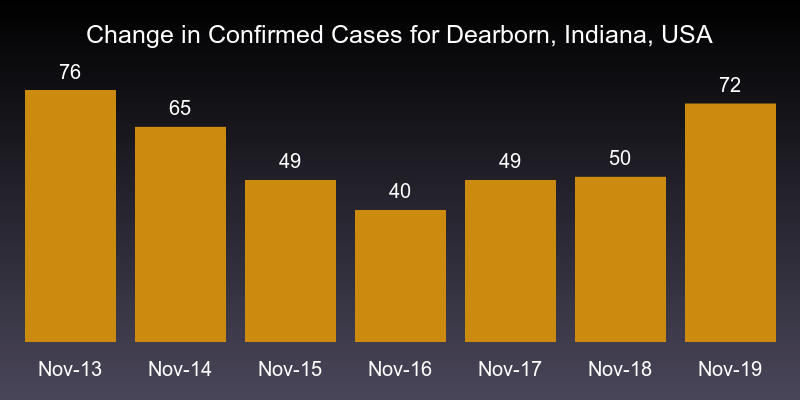 Change in Confirmed Cases for Dearborn, Indiana, USA
76
65
49
40
49
50
72
Nov-13
Nov-14
Nov-15
Nov-16
Nov-17
Nov-18
Nov-19